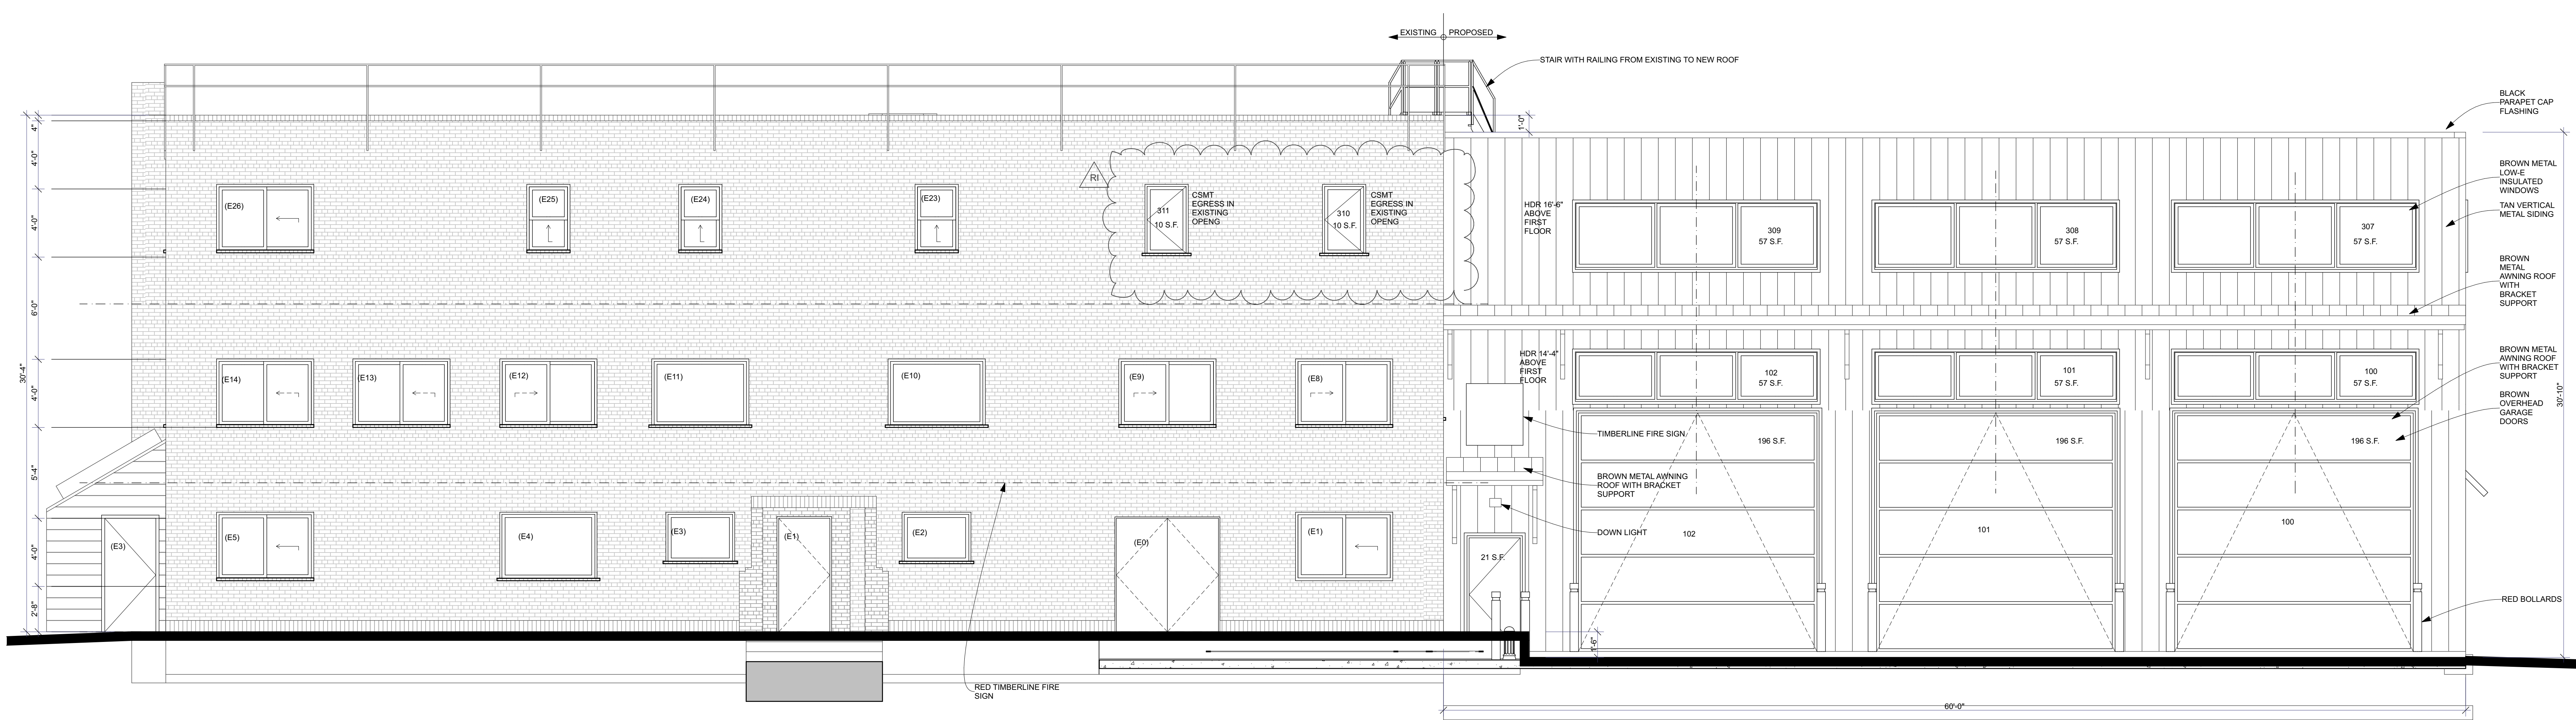 EXISTING
PROPOSED
STAIR WITH RAILING FROM EXISTING TO NEW ROOF
BLACK
PARAPET CAP
FLASHING
4"
1'-0"
4'-0"
RI
BROWN METAL
LOW-E
INSULATED
WINDOWS
(E26)
(E25)
(E24)
(E23)
311
10 S.F.
CSMT
EGRESS IN
EXISTING
OPENG
310
10 S.F.
CSMT
EGRESS IN
EXISTING
OPENG
HDR 16'-6"
ABOVE
FIRST
FLOOR
309
57 S.F.
308
57 S.F.
307
57 S.F.
TAN VERTICAL
METAL SIDING
4'-0"
BROWN
METAL
AWNING ROOF
WITH
BRACKET
SUPPORT
6'-0"
30'-4"
HDR 14'-4"
ABOVE
FIRST
FLOOR
BROWN METAL
AWNING ROOF
WITH BRACKET
SUPPORT
(E14)
(E13)
(E12)
(E11)
(E10)
(E9)
(E8)
102
57 S.F.
101
57 S.F.
100
57 S.F.
4'-0"
30'-10"
BROWN
OVERHEAD
GARAGE
DOORS
TIMBERLINE FIRE SIGN
196 S.F.
196 S.F.
196 S.F.
5'-4"
BROWN METAL AWNING
ROOF WITH BRACKET
SUPPORT
DOWN LIGHT
(E3)
(E5)
(E4)
(E3)
(E1)
(E2)
(E0)
(E1)
21 S.F.
102
101
100
4'-0"
2'-8"
RED BOLLARDS
1'-6"
RED TIMBERLINE FIRE
SIGN
60'-0"